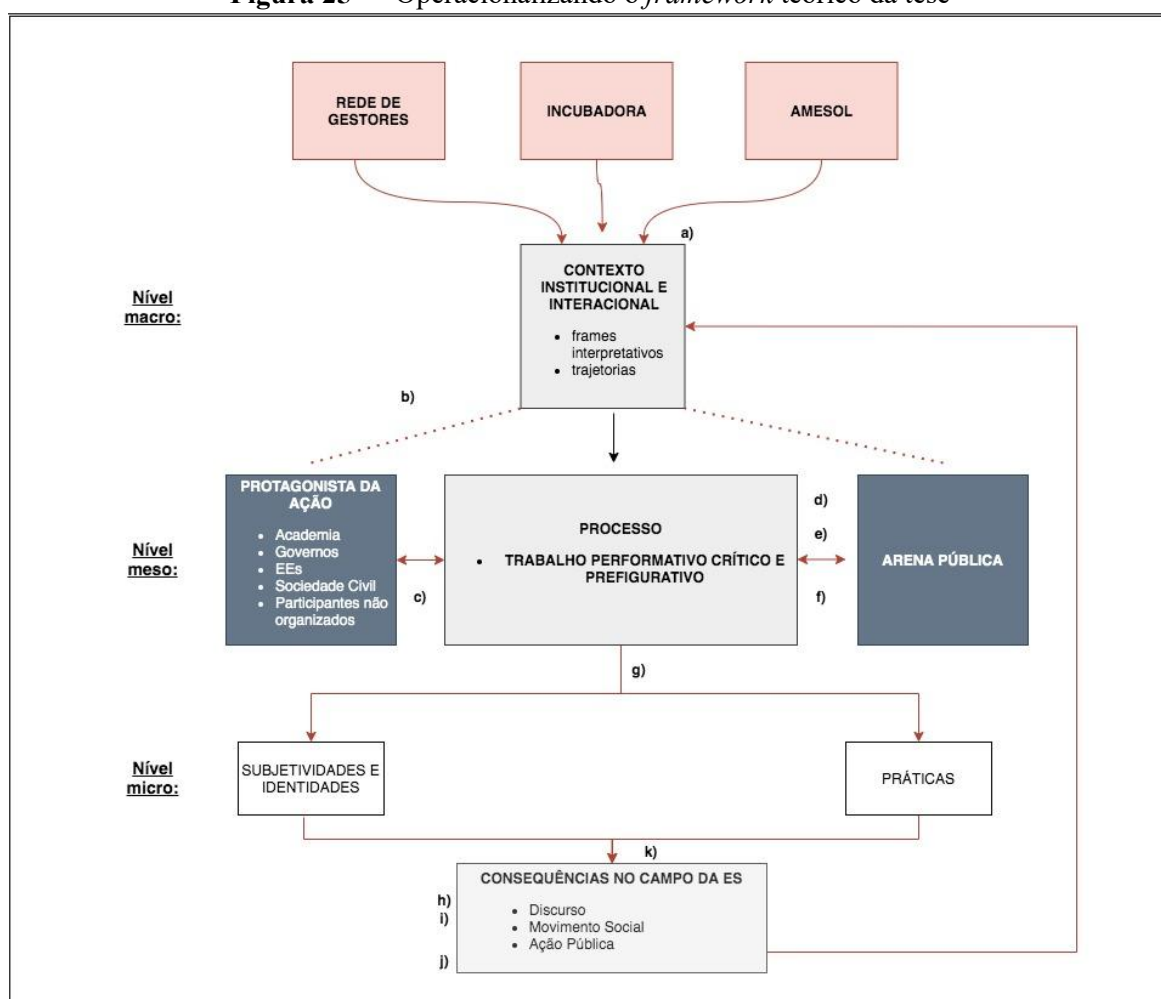 Figura 25 – Operacionalizando o framework teórico da tese
REDE DE
GESTORES
INCUBADORA
AMESOL
a)
CONTEXTO
INSTITUCIONAL E
INTERACIONAL
• frames
interpretativos
• trajetorias
Nível
macro:
b)
PROTAGONISTA DA
AÇÃO
• Academia
• Governos
• EEs
• Sociedade Civil
• Participantes não
organizados
Nível
meso:
c)
PROCESSO
• TRABALHO PERFORMATIVO CRÍTICO E
PREFIGURATIVO
d)
e)
f)
ARENA PÚBLICA
g)
Nível
micro:
SUBJETIVIDADES E
IDENTIDADES
PRÁTICAS
k)
CONSEQUÊNCIAS NO CAMPO DA ES
h)
i)
j)
• Discurso
• Movimento Social
• Ação Pública